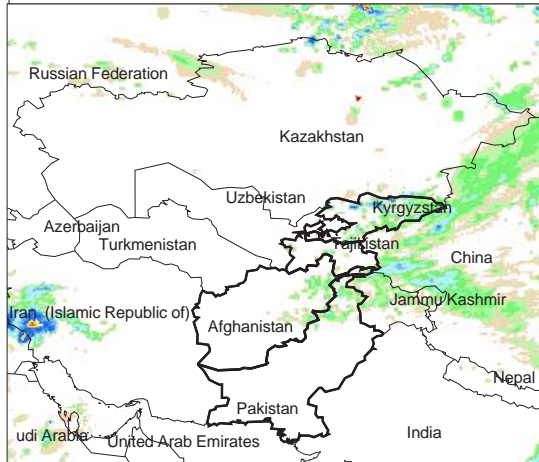 Russian Federation
Kazakhstan
Uzbekistan
Kyrgyzstan
Azerbaijan
Turkmenistan
Tajikistan
China
Iran (Islamic Republic of)
Jammu Kashmir
Afghanistan
Nepal
Pakistan
udi Arabia
United Arab Emirates
India